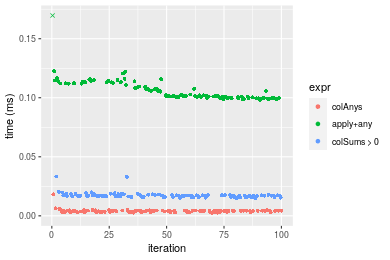 0.15
0.10
0.05
0.00
time (ms)
0
25
50
75
100
iteration
expr
colAnys
apply+any
colSums > 0